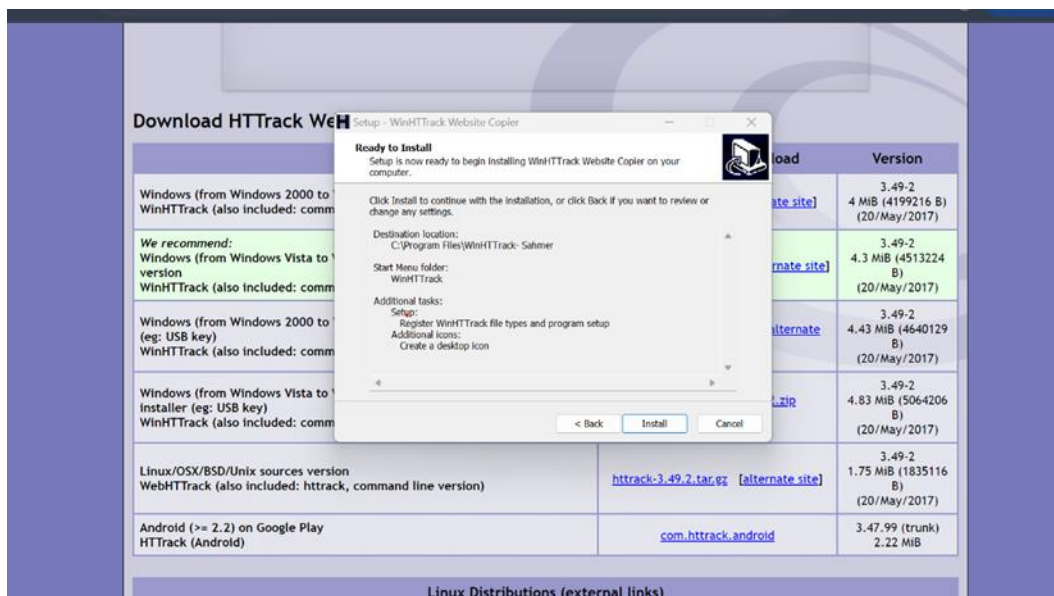 Download HTTrack We
Setup - WinHTTrack Website Copier
Ready to Install
Setup is now ready to begin installing WinHTTrack Website Copier on your
computer.
Click Install to continue with the installation, or click Back if you want to review or
change any settings.
Destination location:
C:\Program Files\WinHTTrack- Sahmer
Start Menu folder:
WinHTTrack
Additional tasks:
Setup:
Register WinHTTrack file types and program setup
Additional icons:
Create a desktop icon
< Back
Install
Cancel
load
Version
Windows (from Windows 2000 to
WinHTTrack (also included: comm
ate site]
3.49-2
4 MiB (4199216 B)
(20/May/2017)
We recommend:
Windows (from Windows Vista to
version
WinHTTrack (also included: comm
rnate site]
3.49-2
4.3 MiB (4513224
B)
(20/May/2017)
Windows (from Windows 2000 to
(eg: USB key)
WinHTTrack (also included: comm
lternate
3.49-2
4.43 MiB (4640129
B)
(20/May/2017)
Windows (from Windows Vista to
installer (eg: USB key)
WinHTTrack (also included: comm
.zip
3.49-2
4.83 MiB (5064206
B)
(20/May/2017)
Linux/OSX/BSD/Unix sources version
WebHTTrack (also included: httrack, command line version)
httrack-3.49.2.tar.gz [alternate site]
3.49-2
1.75 MiB (1835116
B)
(20/May/2017)
Android (>= 2.2) on Google Play
HTTrack (Android)
com.httrack.android
3.47.99 (trunk)
2.22 MiB
Linux Distributions (external links)